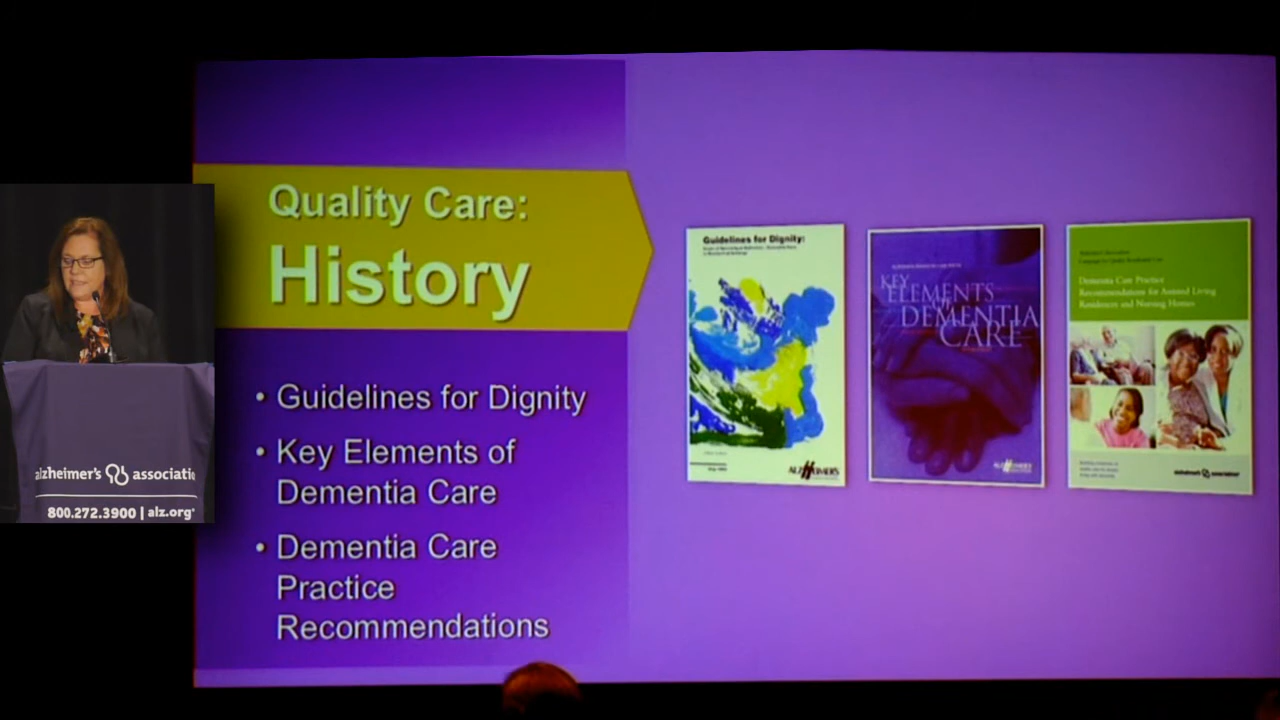 Quality Care:
History
• Guidelines for Dignity
• Key Elements of
Dementia Care
• Dementia Care
Practice
Recommendations
Guidelines for Dignity:
KEY
ELEMENTS
DEMENTIA
CARE
Dementia Care Practice
Recommendations for Assisted Living
Residences and Nursing Homes
alzheimer's associatio
800.272.3900 | alz.org